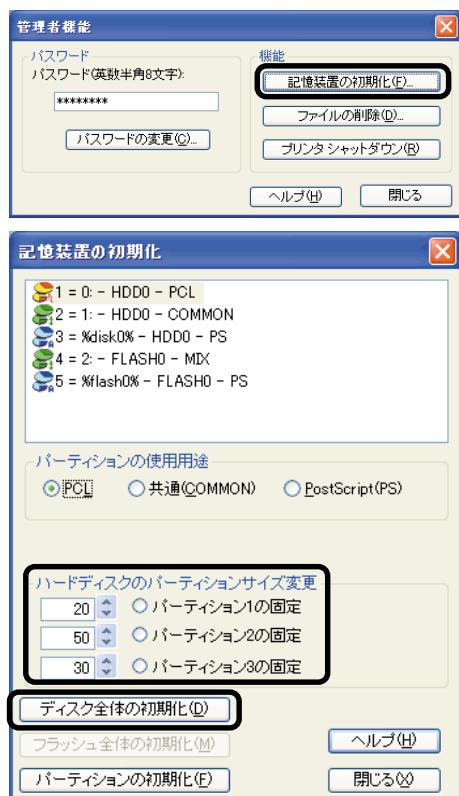 管理者機能
パスワード
パスワード(英数半角8文字):
********
パスワードの変更(C)...
機能
記憶装置の初期化(F)...
ファイルの削除(D)...
プリンタ シャットダウン(R)
ヘルプ(H)
閉じる
記憶装置の初期化
1 = 0: - HDD0 - PCL
2 = 1: - HDD0 - COMMON
3 = %disk0% - HDD0 - PS
4 = 2: - FLASH0 - MIX
5 = %flash0% - FLASH0 - PS
パーティションの使用用途
PCL 共通(COMMON) PostScript(PS)
ハードディスクのパーティションサイズ変更
20 パーティション1の固定
50 パーティション2の固定
30 パーティション3の固定
ディスク全体の初期化(D)
フラッシュ全体の初期化(M)
ヘルプ(H)
パーティションの初期化(F)
閉じる(X)